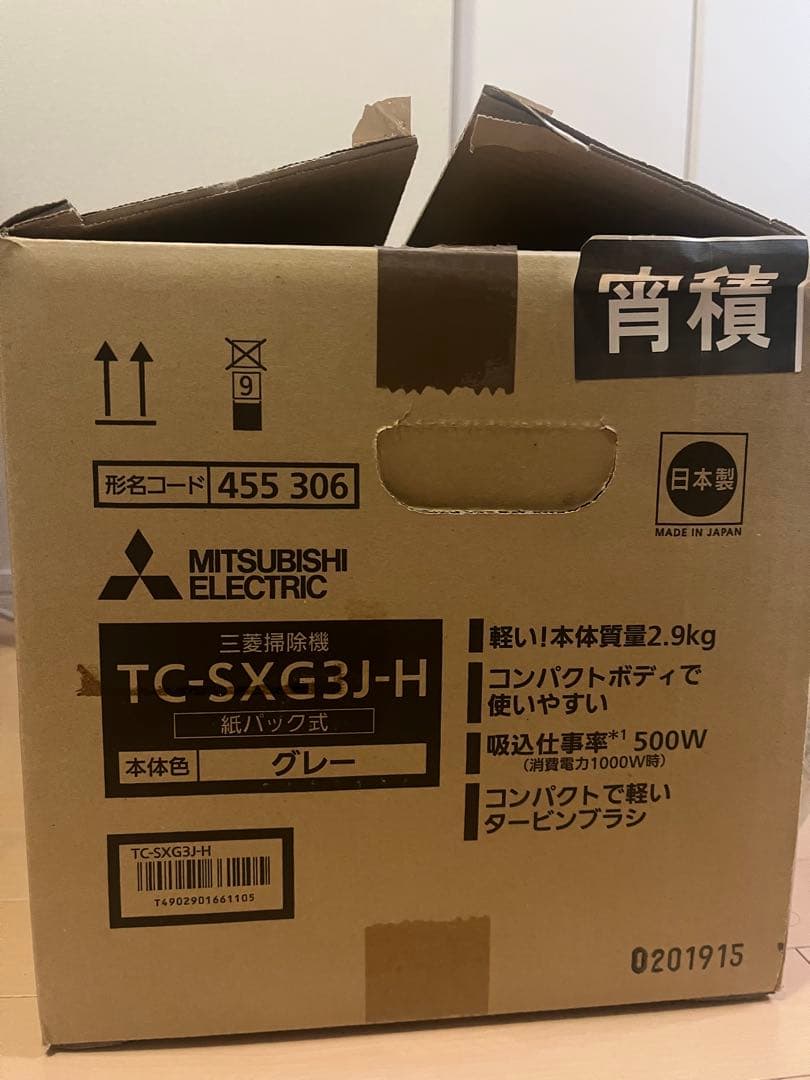 宵積
9
形名コード 455 306
日本製
MADE IN JAPAN
MITSUBISHI
ELECTRIC
三菱掃除機
TC-SXG3J-H
紙パック式
本体色 グレー
軽い!本体質量2.9kg
コンパクトボディで
使いやすい
吸込仕事率*1 500W
(消費電力1000W時)
コンパクトで軽い
タービンブラシ
TC-SXG3J-H
T4902901661105
0201915